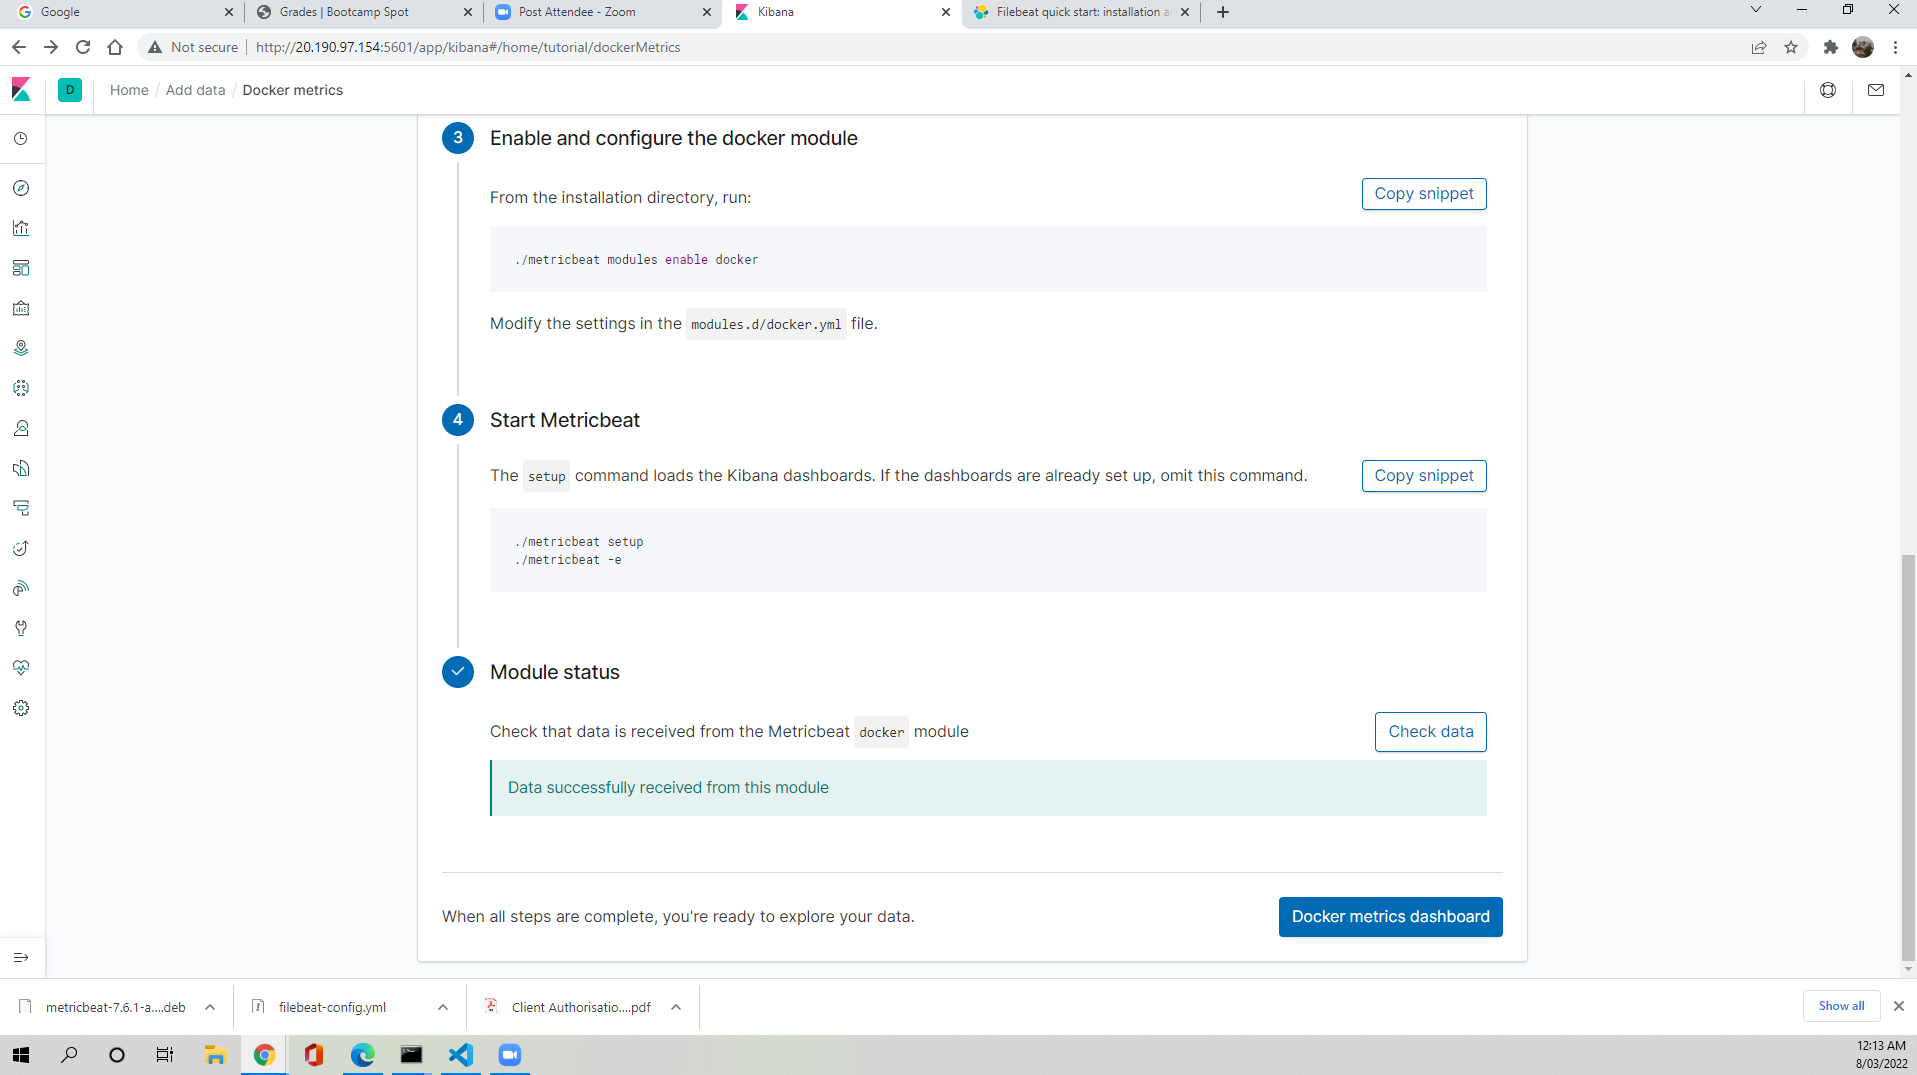 Google
Grades | Bootcamp Spot
Post Attendee - Zoom
Kibana
Filebeat quick start: installation a
Not secure
http://20.190.97.154:5601/app/kibana#/home/tutorial/dockerMetrics
D
Home / Add data / Docker metrics
3
Enable and configure the docker module
From the installation directory, run:
Copy snippet
./metricbeat modules enable docker
Modify the settings in the modules.d/docker.yml file.
4
Start Metricbeat
The setup command loads the Kibana dashboards. If the dashboards are already set up, omit this command.
Copy snippet
./metricbeat setup
./metricbeat -e
Module status
Check that data is received from the Metricbeat docker module
Check data
Data successfully received from this module
When all steps are complete, you're ready to explore your data.
Docker metrics dashboard
metricbeat-7.6.1-a....deb
filebeat-config.yml
Client Authorisatio....pdf
Show all
12:13 AM
8/03/2022